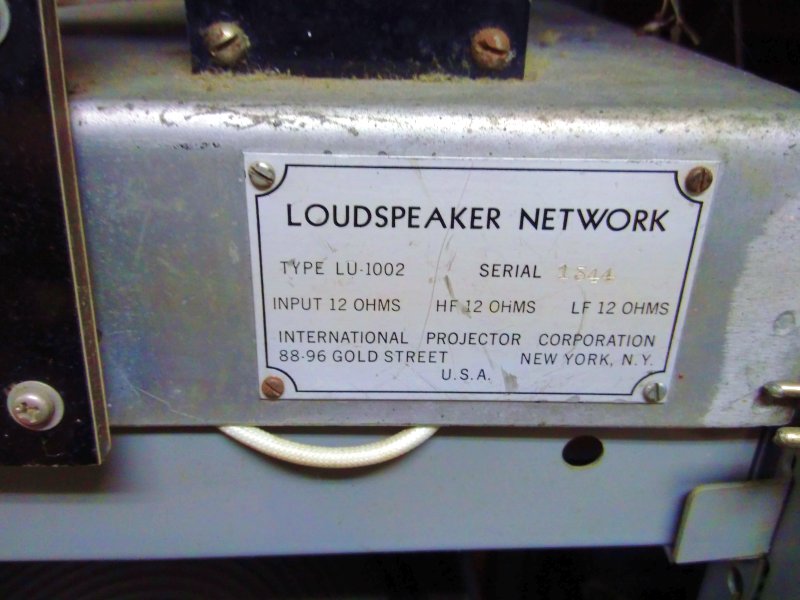 LOUDSPEAKER NETWORK
TYPE LU-1002 SERIAL 1544
INPUT 12 OHMS HF 12 OHMS LF 12 OHMS
INTERNATIONAL PROJECTOR CORPORATION
88-96 GOLD STREET NEW YORK, N.Y.
U.S.A.